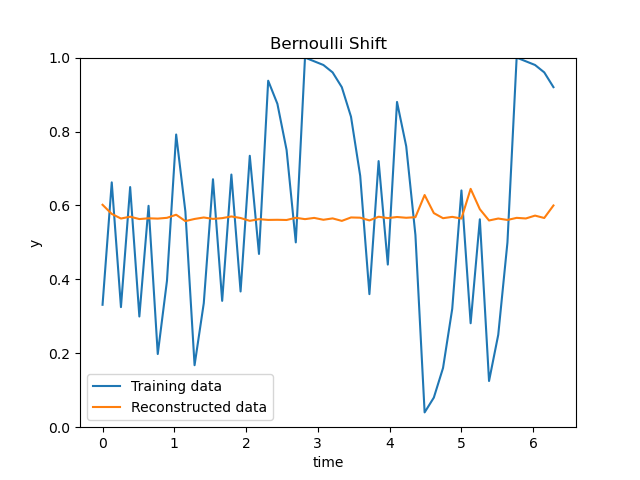 Bernoulli Shift
1.0
0.8
0.6
0.4
0.2
0.0
y
Training data
Reconstructed data
0 1 2 3 4 5 6
time